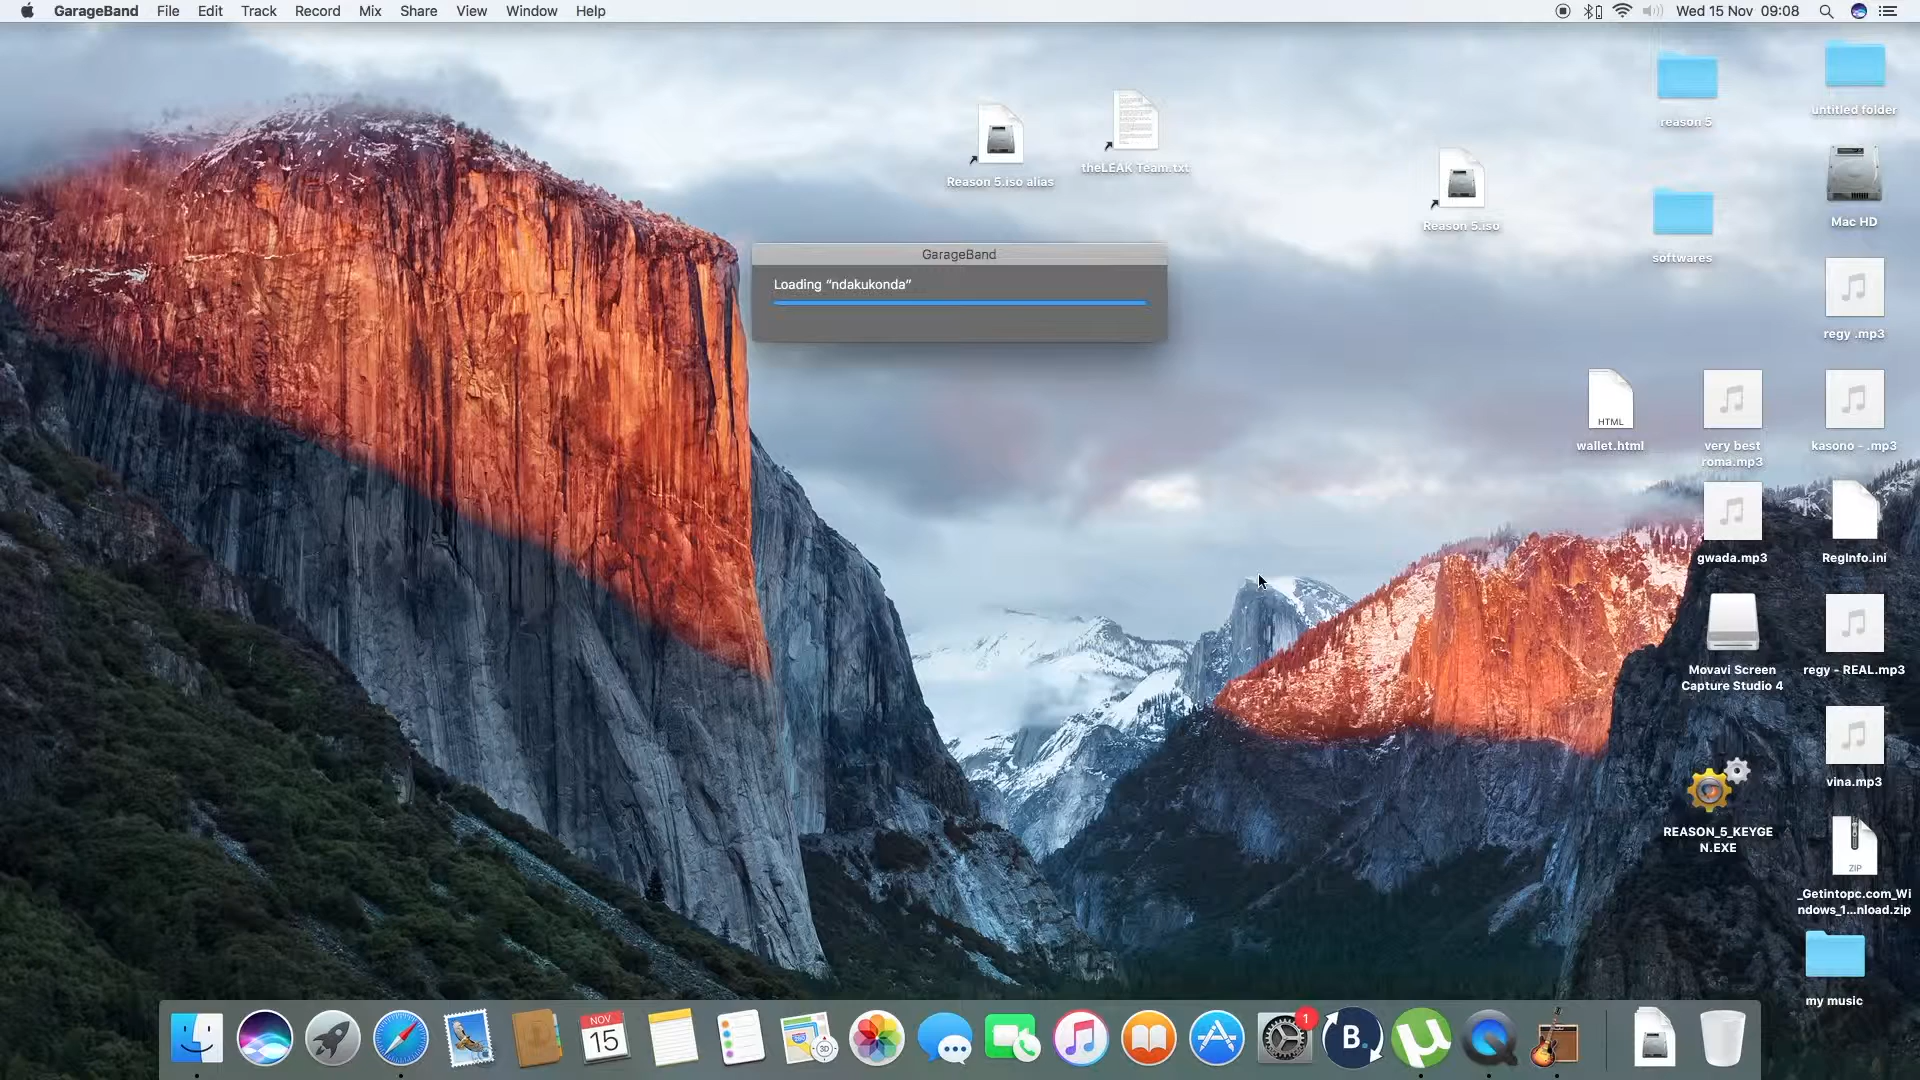 GarageBand File Edit Track Record Mix Share View Window Help
Wed 15 Nov 09:08
reason 5
untitled folder
Reason 5.iso alias
theLEAK Team.txt
Reason 5.iso
Mac HD
softwares
GarageBand
Loading “ndakukonda”
regy .mp3
HTML
wallet.html
very best
roma.mp3
kasono - .mp3
gwada.mp3
RegInfo.ini
Movavi Screen
Capture Studio 4
regy - REAL.mp3
vina.mp3
REASON_5_KEYGE
N.EXE
ZIP
_Getintopc.com_Wi
ndows_1...nload.zip
my music
NOV
15
280
3D
1
B.